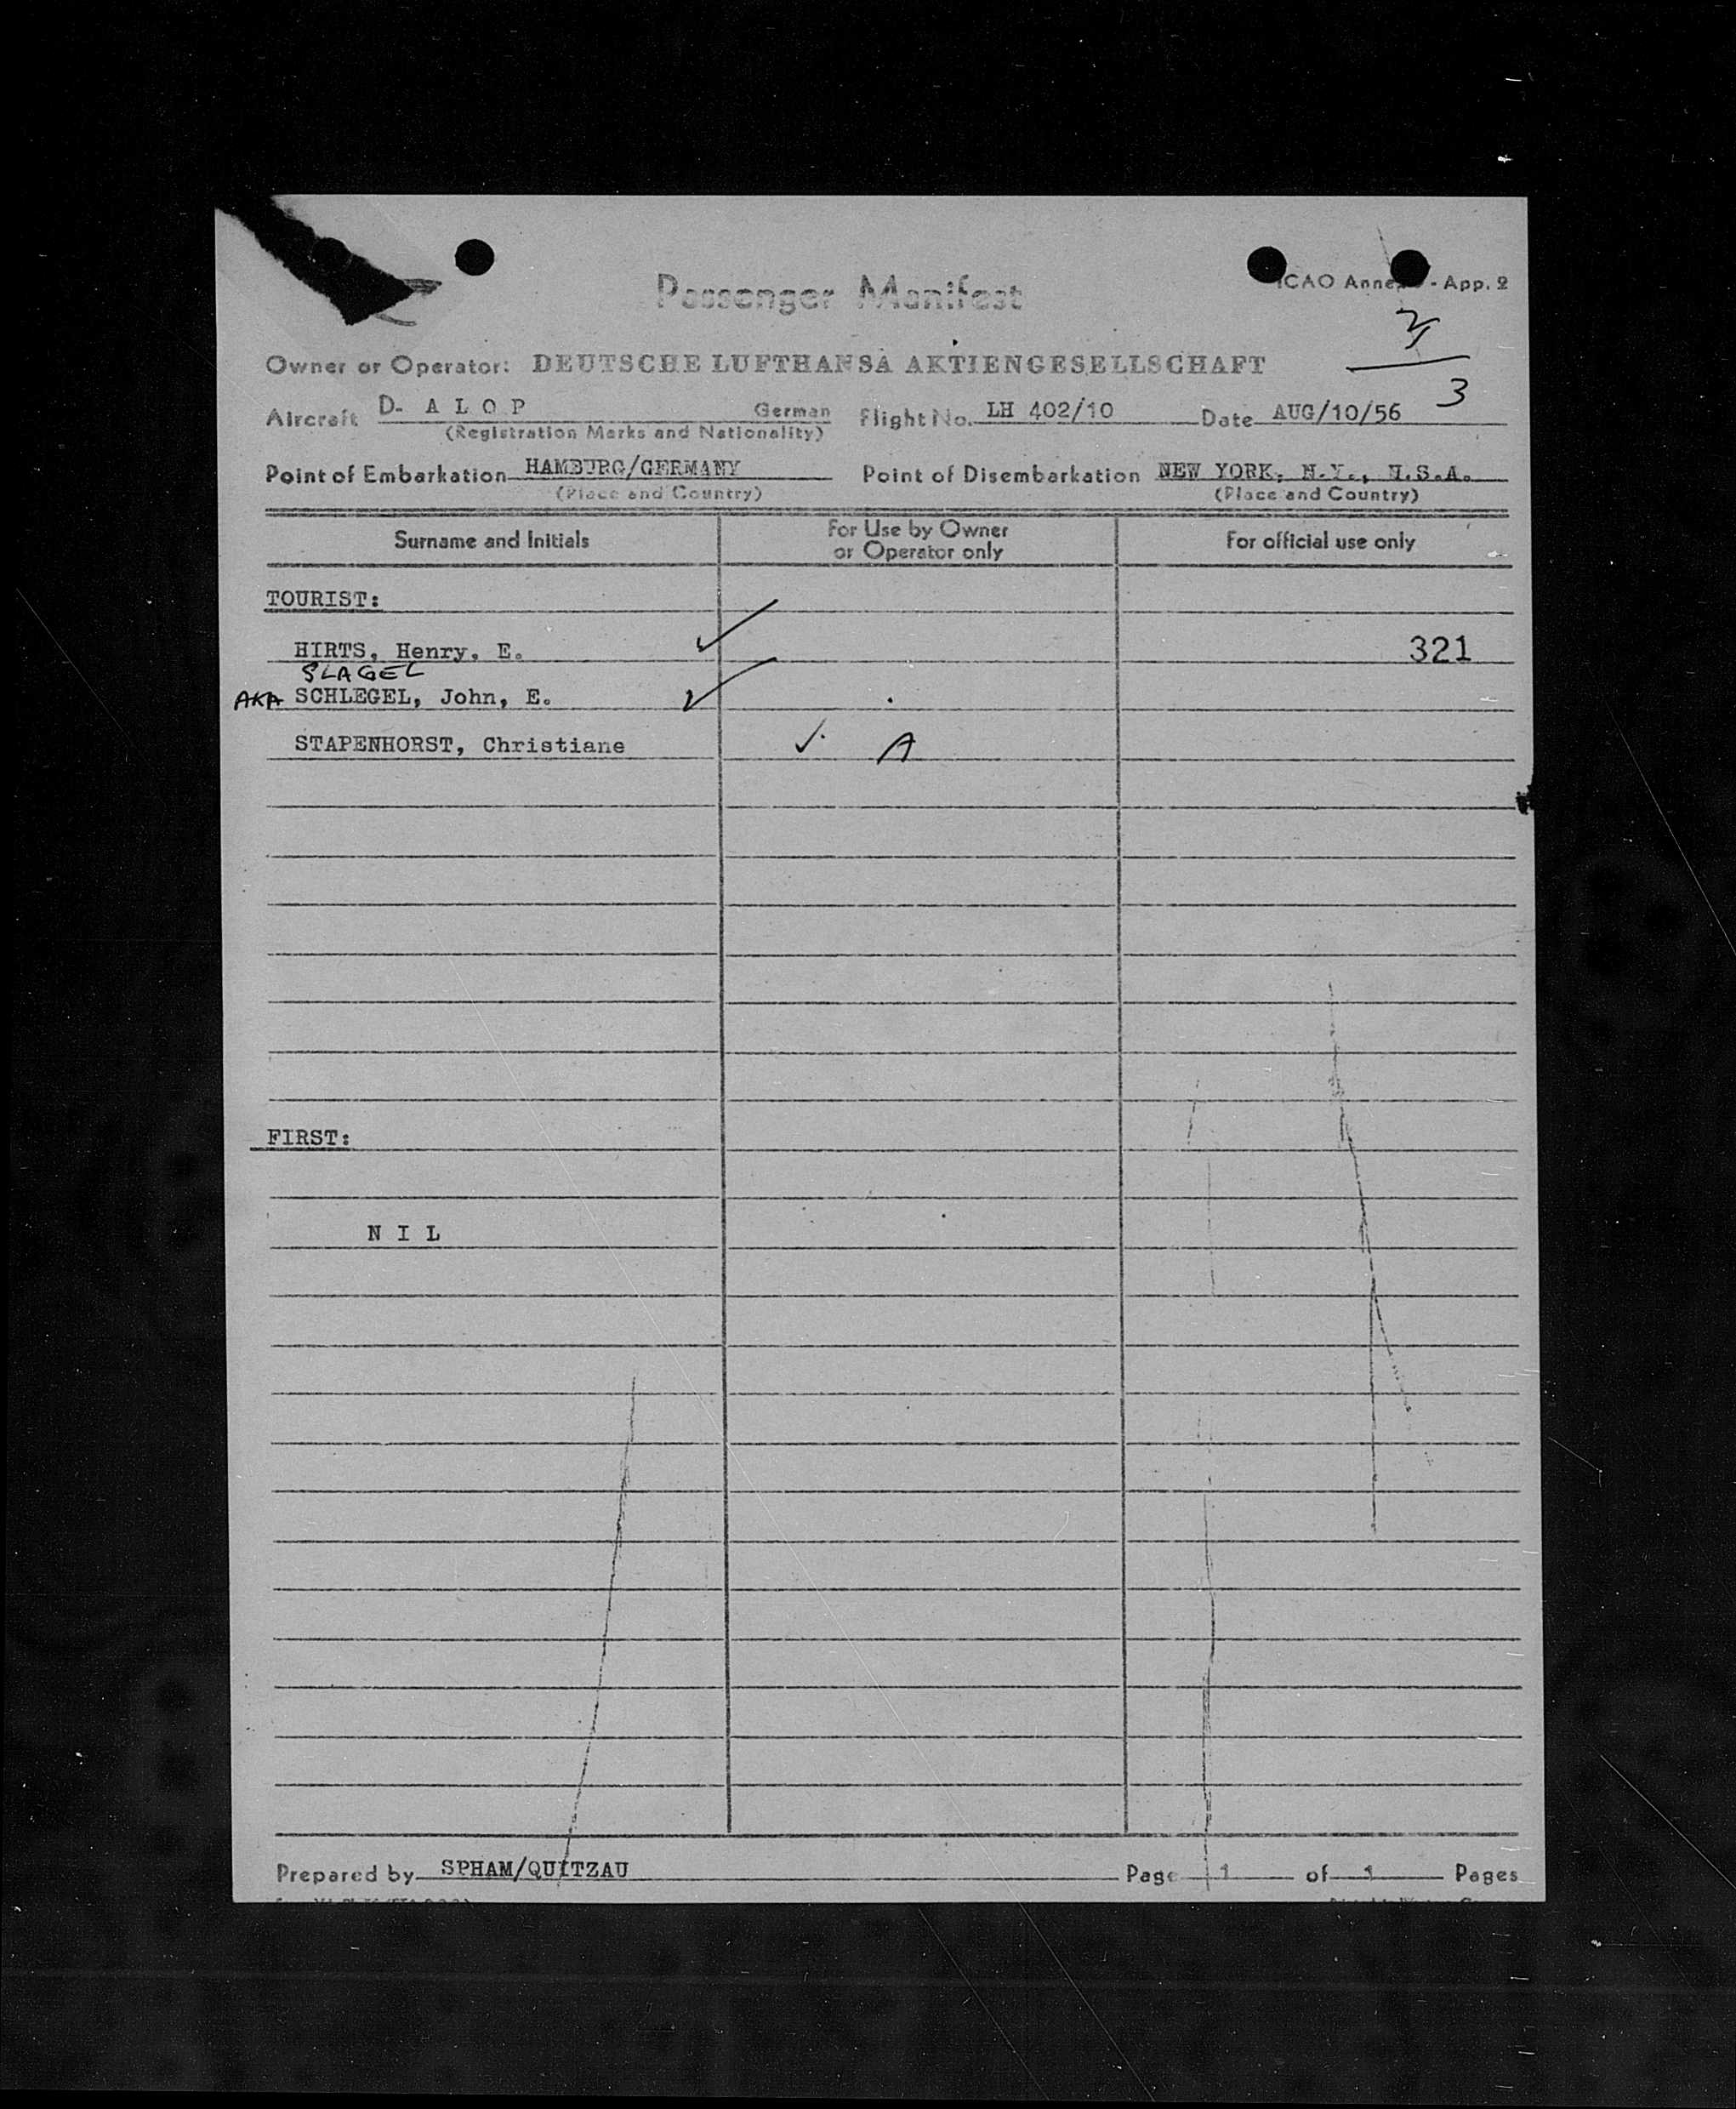 ICAO Anne - App. 2
Passenger Manifest
3
Owner or Operator: DEUTSCHE LUFTHANSA AKTIENGESELLSCHAFT
Aircraft D- A L O P German Flight No. LH 402/10 Date AUG/10/56
(Registration Marks and Nationality)
Point of Embarkation HAMBURG/GERMANY Point of Disembarkation NEW YORK, N.Y., U.S.A.
(Place and Country) (Place and Country)
Surname and Initials For Use by Owner or Operator only For official use only
TOURIST:
HIRTS, Henry, E. 321
SLAGEL
AKA SCHLEGEL, John, E.
STAPENHORST, Christiane A
FIRST:
N I L
Prepared by SPHAM/QUITZAU Page 1 of 1 Pages